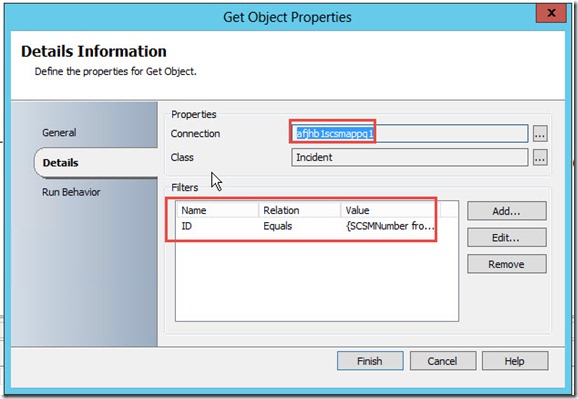 Get Object Properties
x
Details Information
Define the properties for Get Object.
General
Details
Run Behavior
Properties
Connection
afjhb1scsmappq1
...
Class
Incident
...
Filters
Name Relation Value
ID Equals {SCSMNumber fro...
Add...
Edit...
Remove
Finish Cancel Help